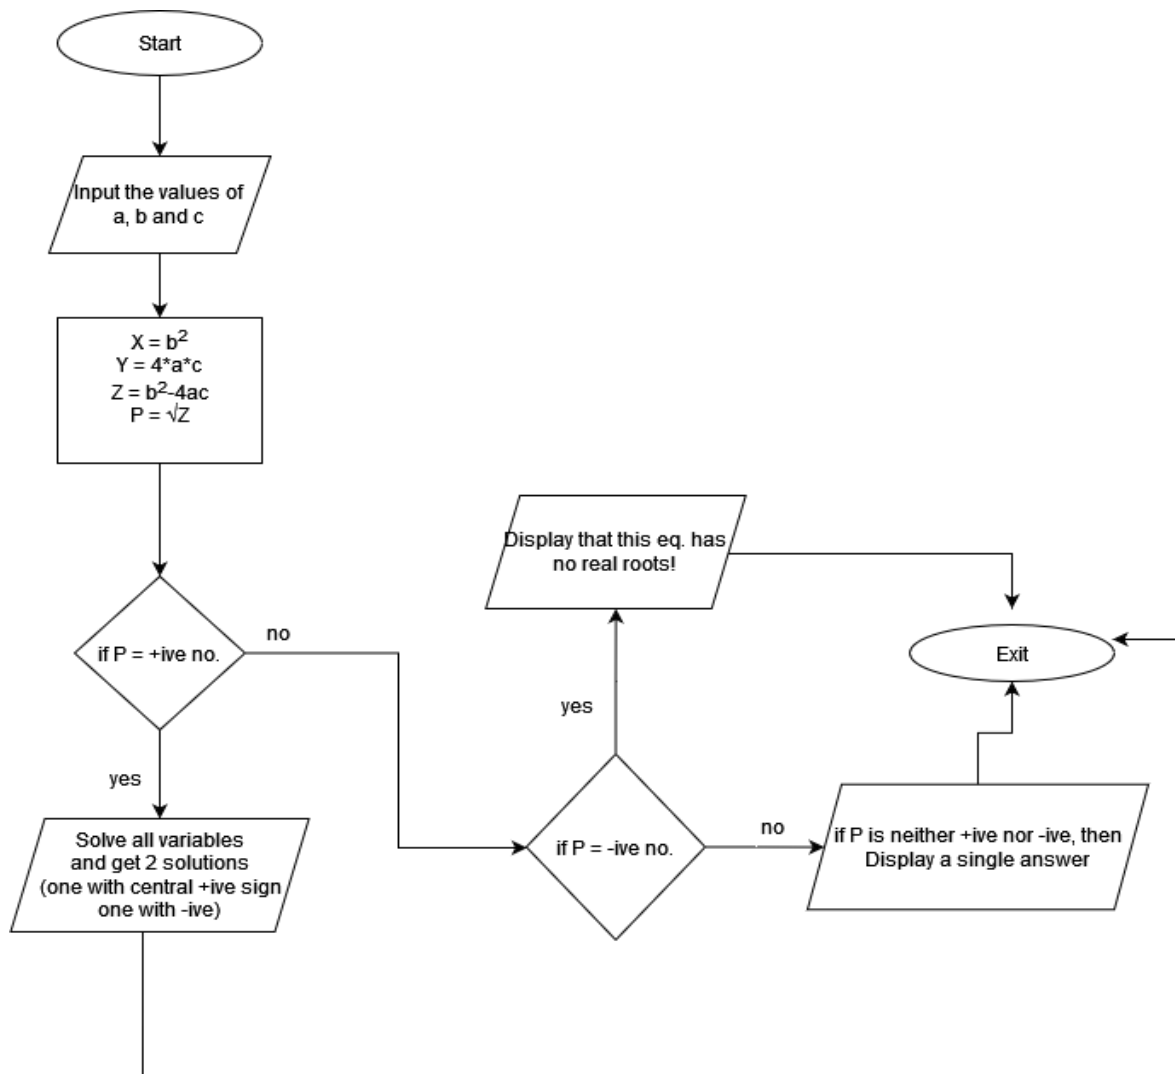 Start
Input the values of
a, b and c
X = b²
Y = 4*a*c
Z = b²-4ac
P = √Z
if P = +ive no.
no
yes
Solve all variables
and get 2 solutions
(one with central +ive sign
one with -ive)
Display that this eq. has
no real roots!
yes
if P = -ive no.
no
if P is neither +ive nor -ive, then
Display a single answer
Exit